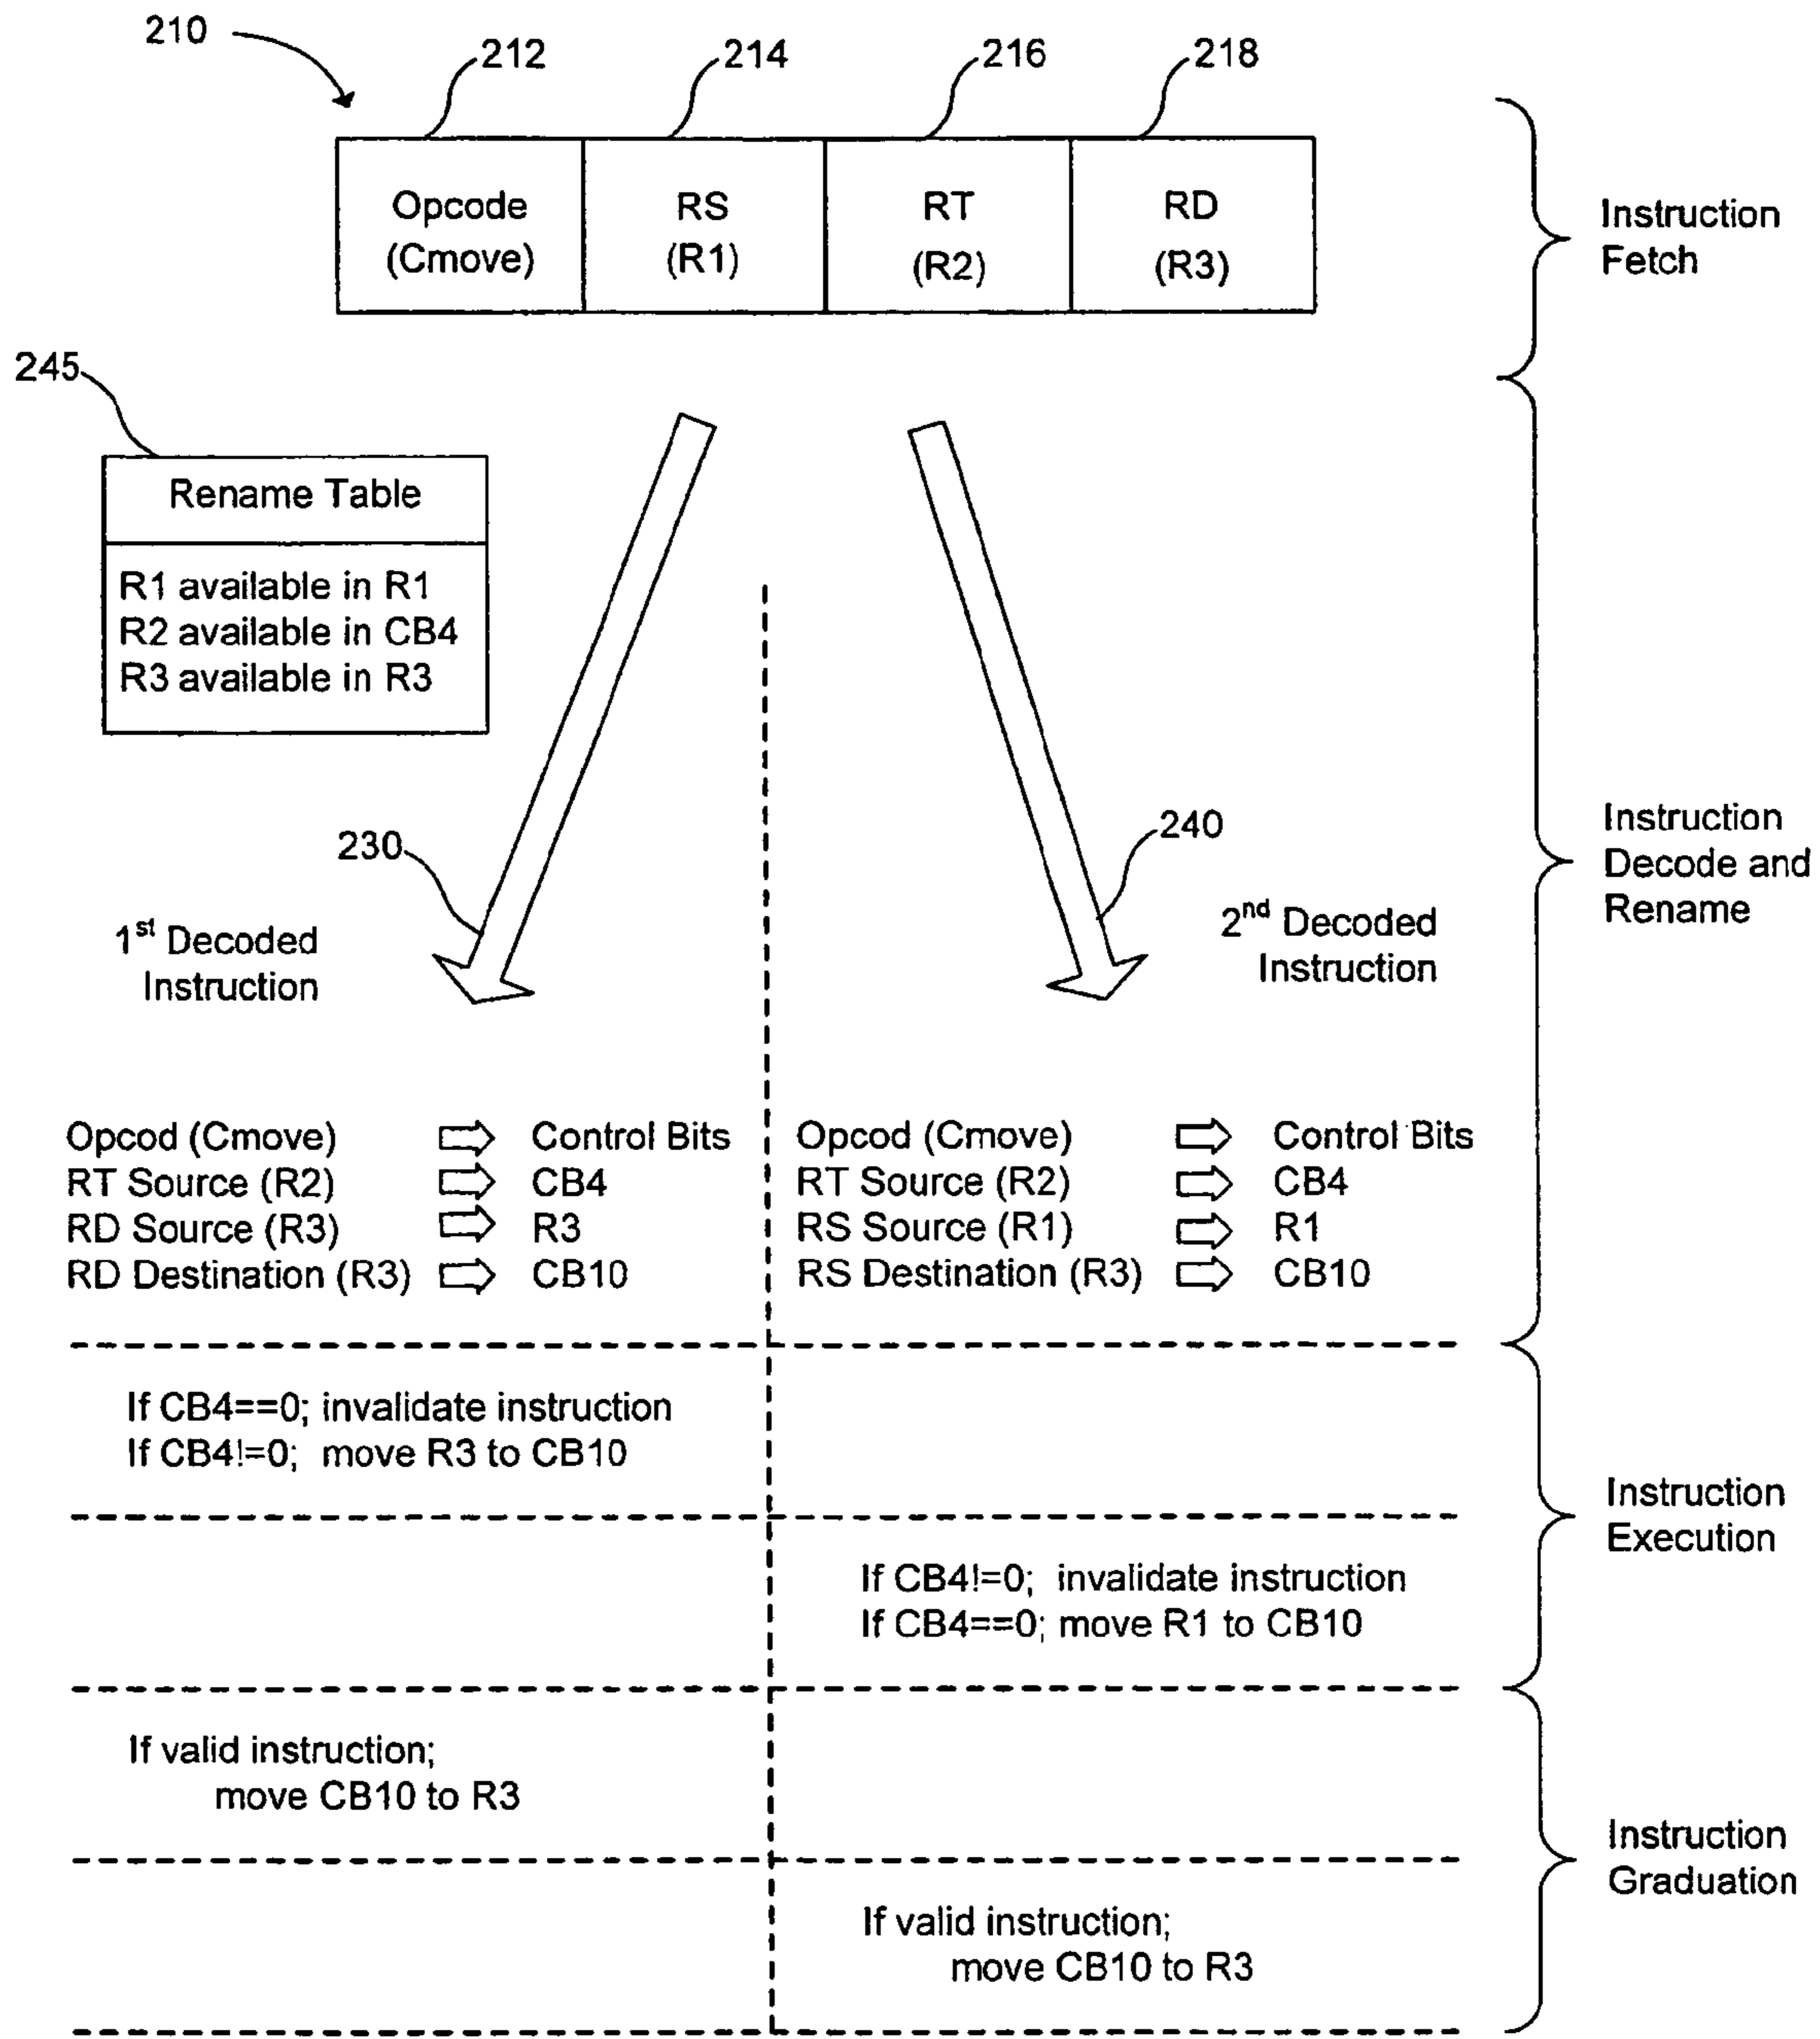 210
212
214
216
218
Opcode
(Cmove)
RS
(R1)
RT
(R2)
RD
(R3)
Instruction
Fetch
245
Rename Table
R1 available in R1
R2 available in CB4
R3 available in R3
230
240
1st Decoded
Instruction
2nd Decoded
Instruction
Instruction
Decode and
Rename
Opcod (Cmove) ⇨ Control Bits
RT Source (R2) ⇨ CB4
RD Source (R3) ⇨ R3
RD Destination (R3) ⇨ CB10
Opcod (Cmove) ⇨ Control Bits
RT Source (R2) ⇨ CB4
RS Source (R1) ⇨ R1
RS Destination (R3) ⇨ CB10
If CB4==0; invalidate instruction
If CB4!=0; move R3 to CB10
If CB4!=0; invalidate instruction
If CB4==0; move R1 to CB10
Instruction
Execution
If valid instruction;
move CB10 to R3
If valid instruction;
move CB10 to R3
Instruction
Graduation